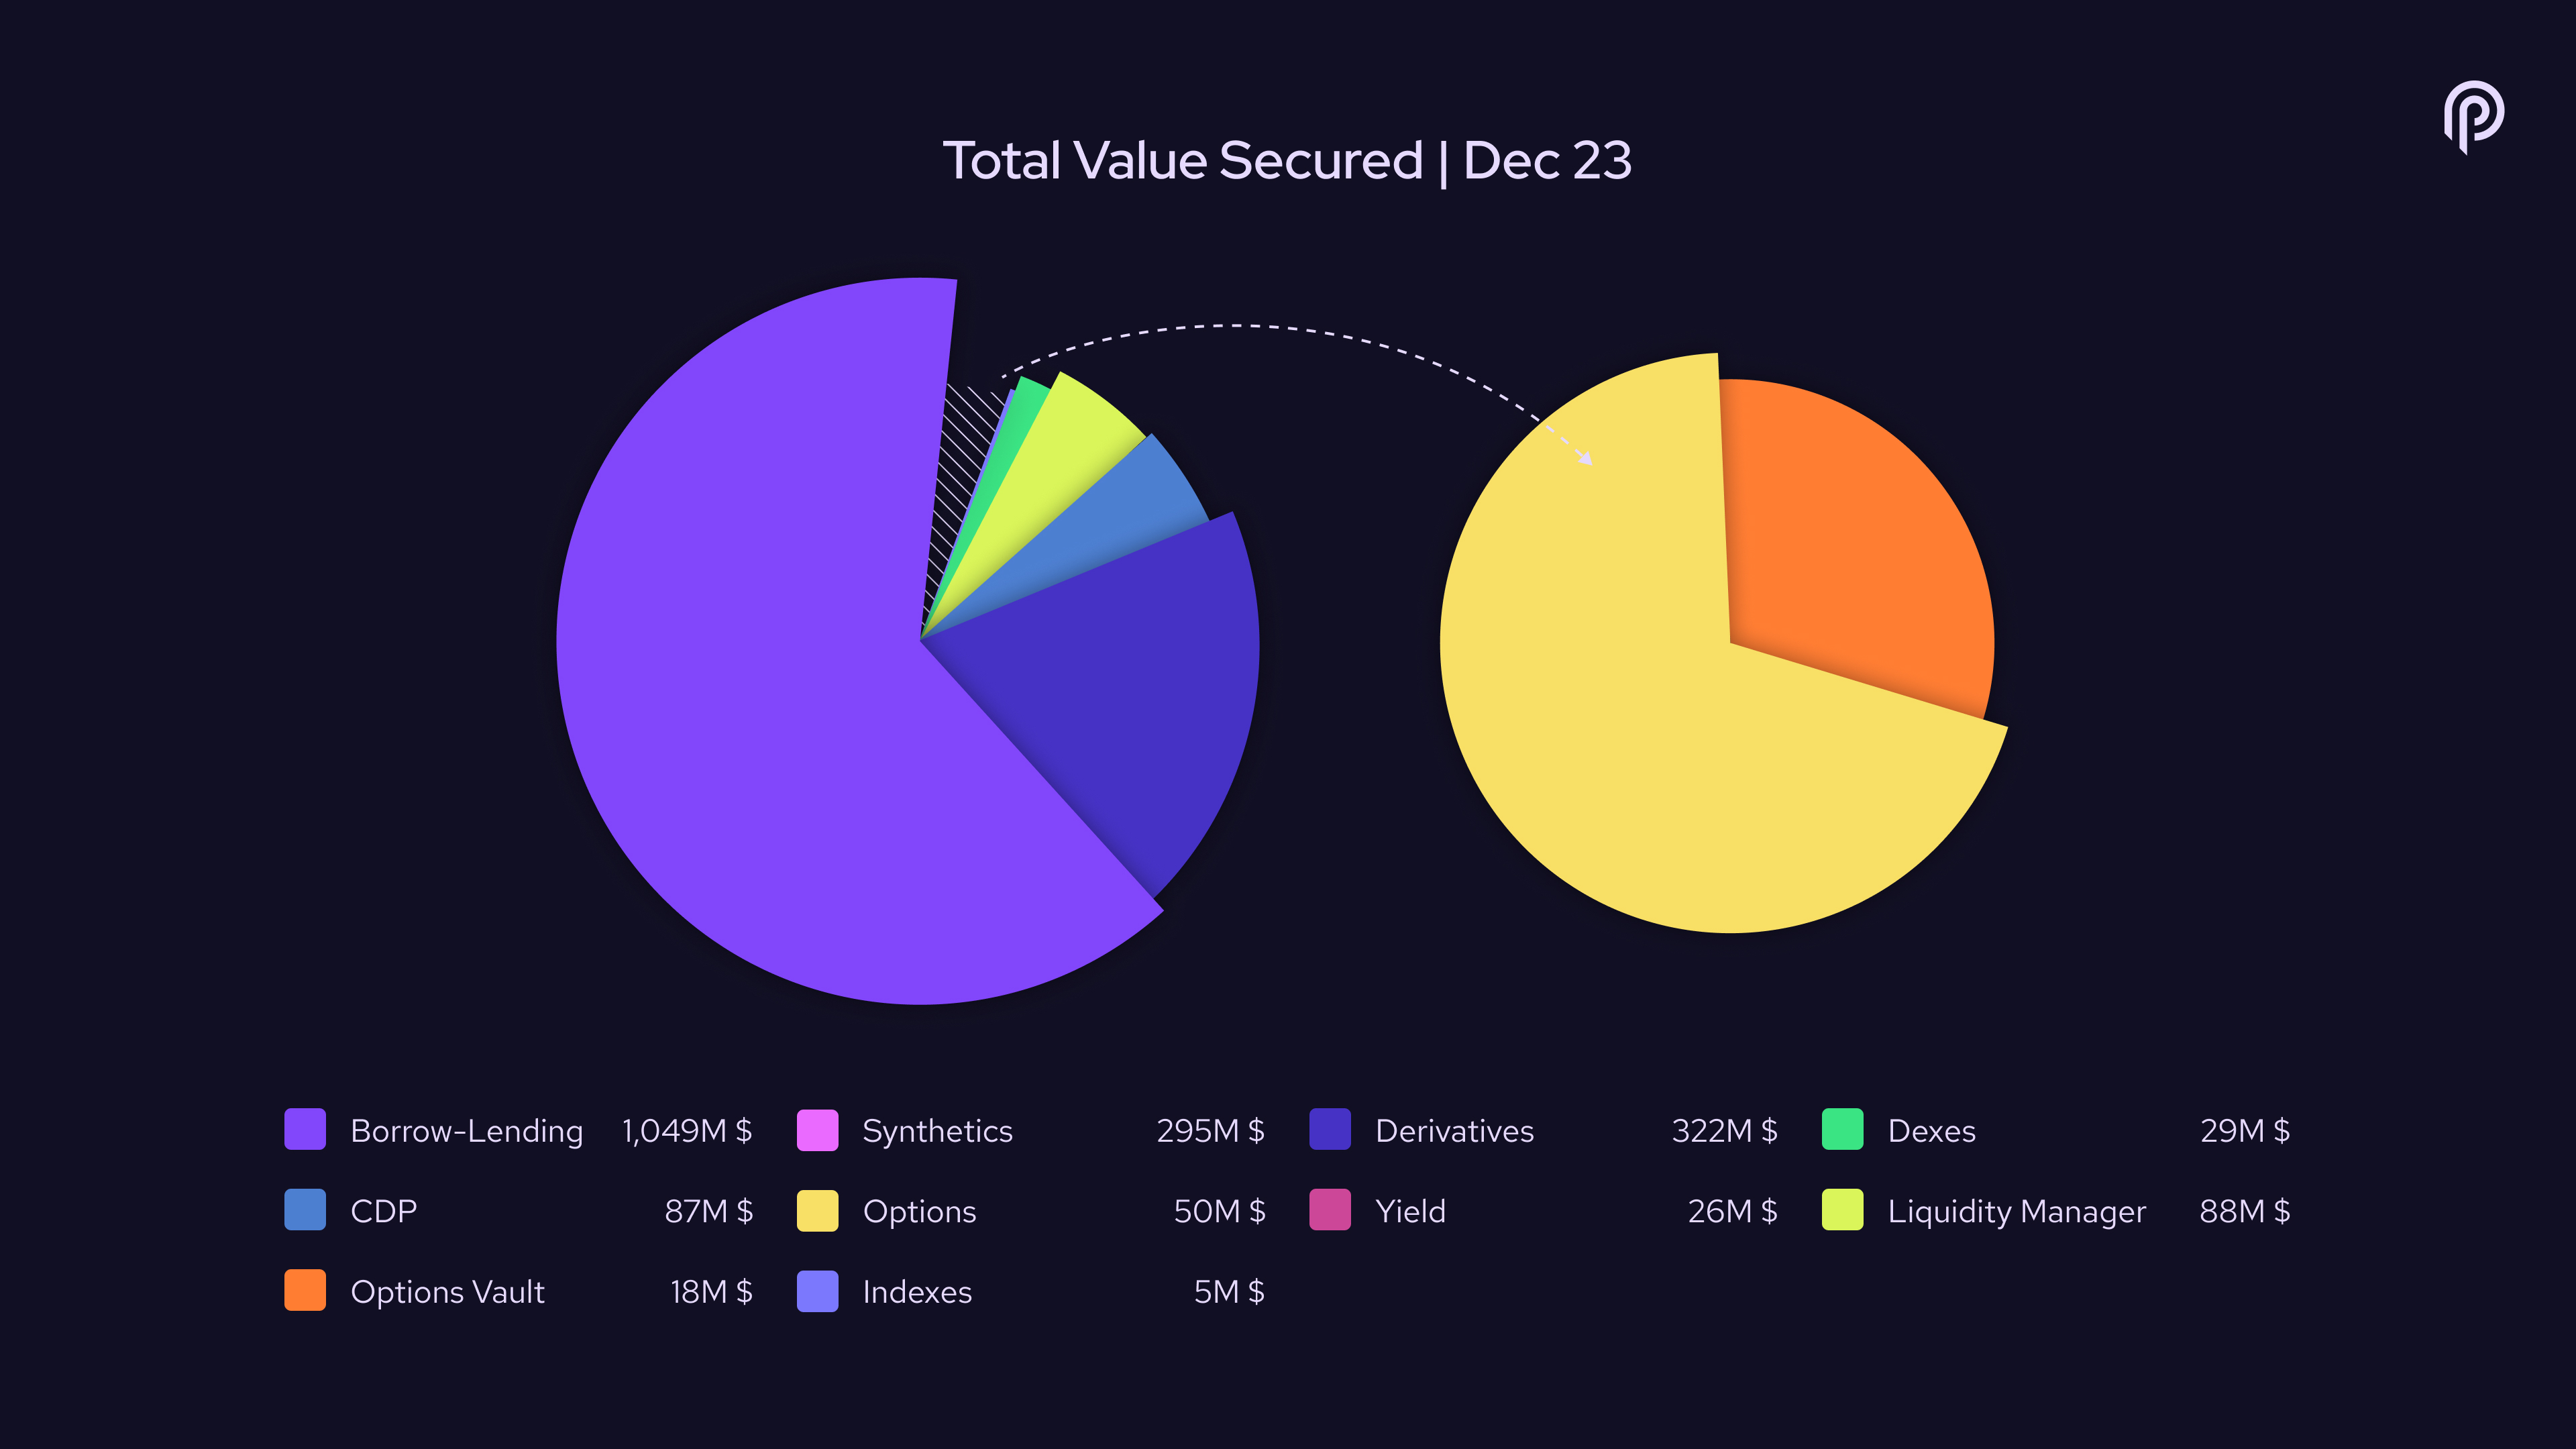 Total Value Secured | Dec 23
Borrow-Lending 1,049M $
Synthetics 295M $
Derivatives 322M $
Dexes 29M $
CDP 87M $
Options 50M $
Yield 26M $
Liquidity Manager 88M $
Options Vault 18M $
Indexes 5M $